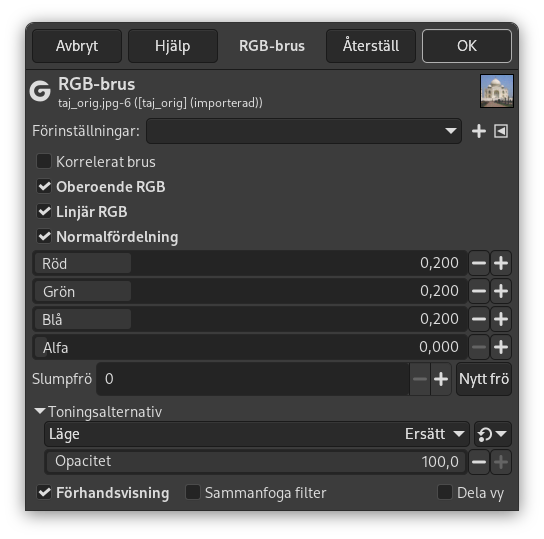 Avbryt Hjälp RGB-brus Återställ OK
RGB-brus
taj_orig.jpg-6 ([taj_orig] (importerad))
Förinställningar:
Korrelerat brus
Oberoende RGB
Linjär RGB
Normalfördelning
Röd 0,200
Grön 0,200
Blå 0,200
Alfa 0,000
Slumpfrö 0 Nytt frö
Toningsalternativ
Läge Ersätt
Opacitet 100,0
Förhandsvisning Sammanfoga filter Dela vy